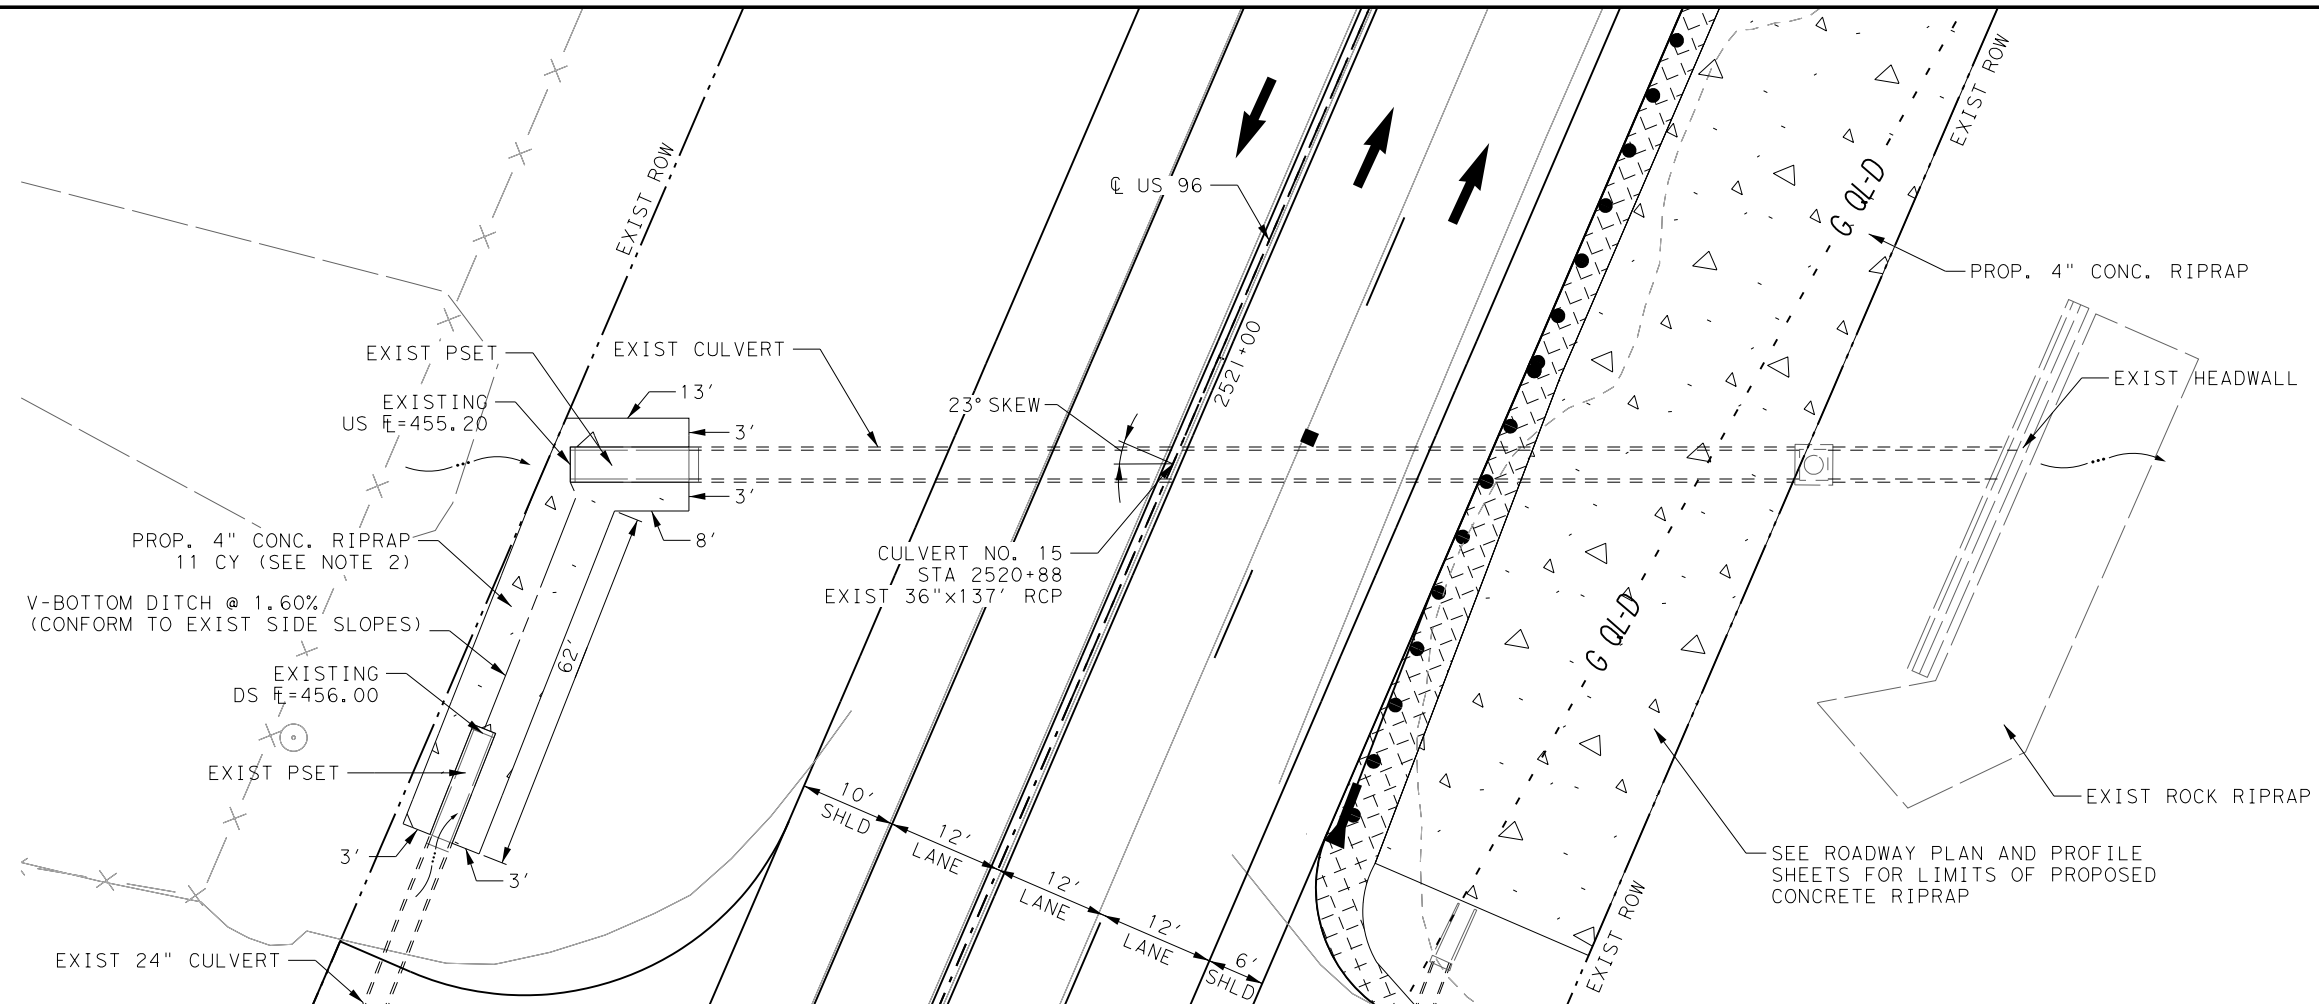 EXIST ROW
EXIST ROW
℄ US 96
G QL-D
PROP. 4" CONC. RIPRAP
2521+00
EXIST PSET
EXIST CULVERT
EXISTING
US FL=455.20
13'
3'
3'
8'
23° SKEW
EXIST HEADWALL
PROP. 4" CONC. RIPRAP
11 CY (SEE NOTE 2)
CULVERT NO. 15
STA 2520+88
EXIST 36"x137' RCP
V-BOTTOM DITCH @ 1.60%
(CONFORM TO EXIST SIDE SLOPES)
62'
G QL-D
EXISTING
DS FL=456.00
EXIST PSET
3'
3'
10'
SHLD
12'
LANE
12'
LANE
12'
LANE
6'
SHLD
EXIST ROCK RIPRAP
SEE ROADWAY PLAN AND PROFILE
SHEETS FOR LIMITS OF PROPOSED
CONCRETE RIPRAP
EXIST ROW
EXIST 24" CULVERT